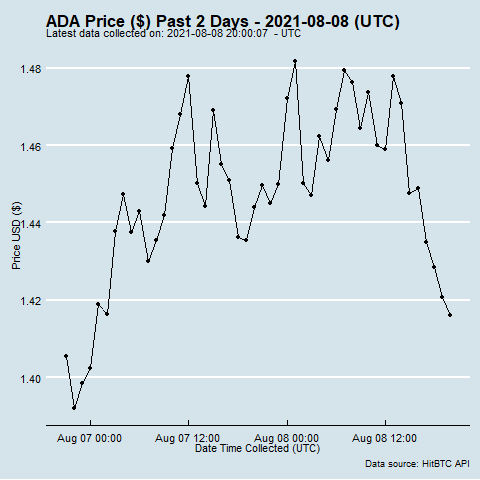 ADA Price ($) Past 2 Days - 2021-08-08 (UTC)
Latest data collected on: 2021-08-08 20:00:07 - UTC
1.48
1.46
1.44
1.42
1.40
Price USD ($)
Aug 07 00:00 Aug 07 12:00 Aug 08 00:00 Aug 08 12:00
Date Time Collected (UTC)
Data source: HitBTC API